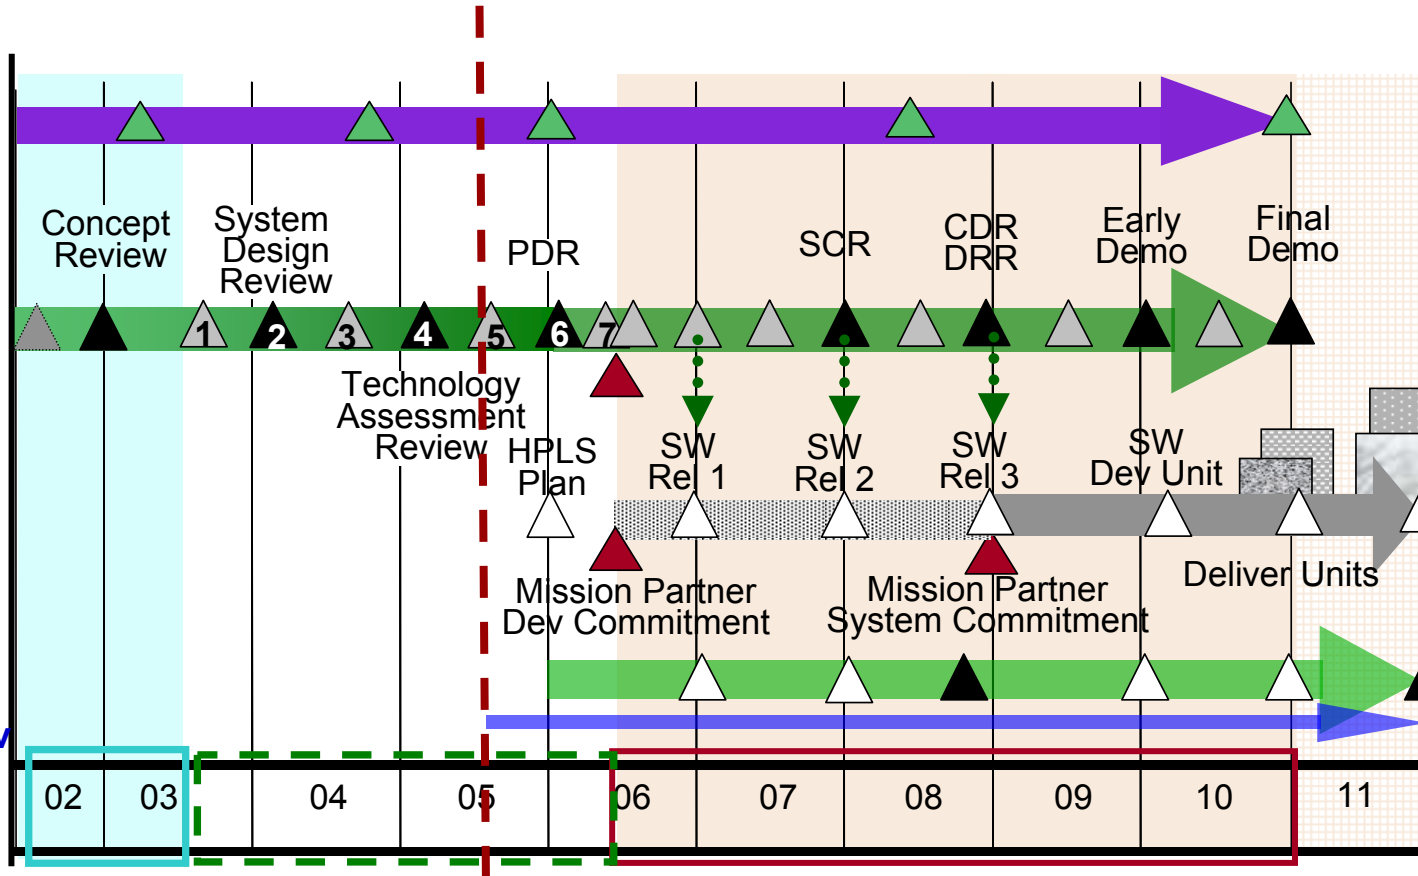 Concept
Review
System
Design
Review
PDR
SCR
CDR
DRR
Early
Demo
Final
Demo
1
2
3
4
5
6
7
Technology
Assessment
Review
HPLS
Plan
SW
Rel 1
SW
Rel 2
SW
Rel 3
SW
Dev Unit
Deliver Units
Mission Partner
Dev Commitment
Mission Partner
System Commitment
02
03
04
05
06
07
08
09
10
11